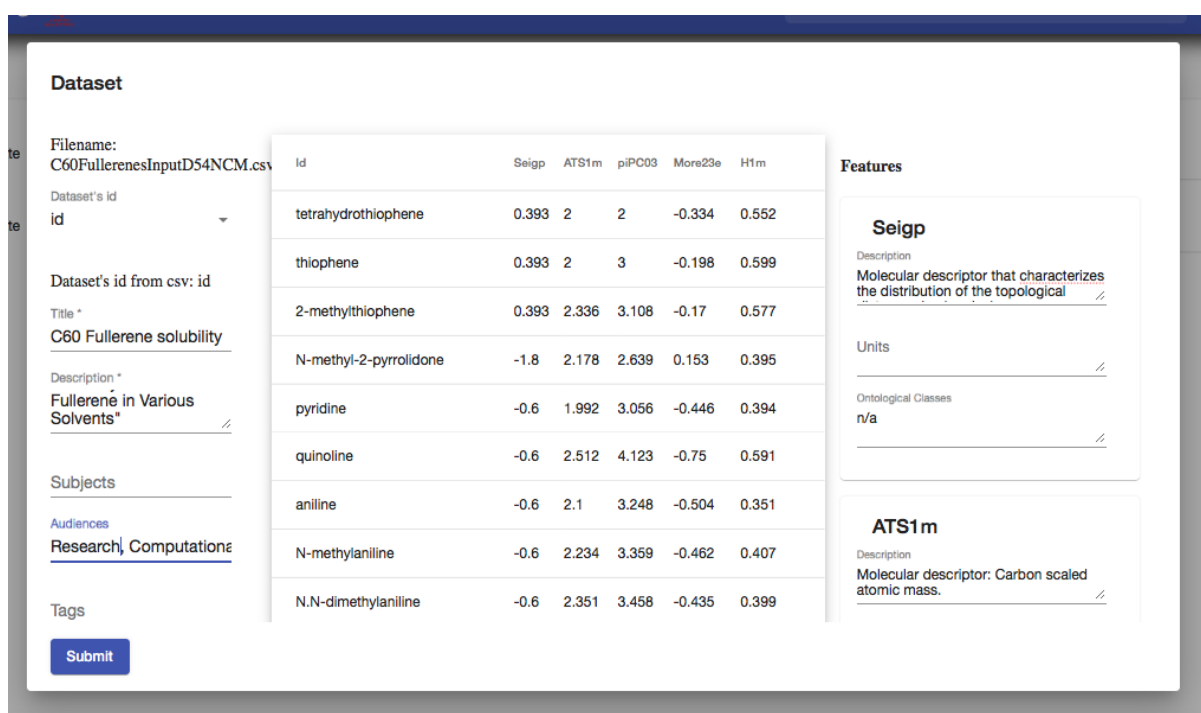 Dataset
te
te
Filename:
C60FullerenesInputD54NCM.csv
Dataset's id
id
Dataset's id from csv: id
Title *
C60 Fullerene solubility
Description *
Fullerene in Various
Solvents"
Subjects
Audiences
Research, Computationa
Tags
Submit
Id Seigp ATS1m piPC03 More23e H1m
tetrahydrothiophene 0.393 2 2 -0.334 0.552
thiophene 0.393 2 3 -0.198 0.599
2-methylthiophene 0.393 2.336 3.108 -0.17 0.577
N-methyl-2-pyrrolidone -1.8 2.178 2.639 0.153 0.395
pyridine -0.6 1.992 3.056 -0.446 0.394
quinoline -0.6 2.512 4.123 -0.75 0.591
aniline -0.6 2.1 3.248 -0.504 0.351
N-methylaniline -0.6 2.234 3.359 -0.462 0.407
N.N-dimethylaniline -0.6 2.351 3.458 -0.435 0.399
Features
Seigp
Description
Molecular descriptor that characterizes
the distribution of the topological
Units
Ontological Classes
n/a
ATS1m
Description
Molecular descriptor: Carbon scaled
atomic mass.